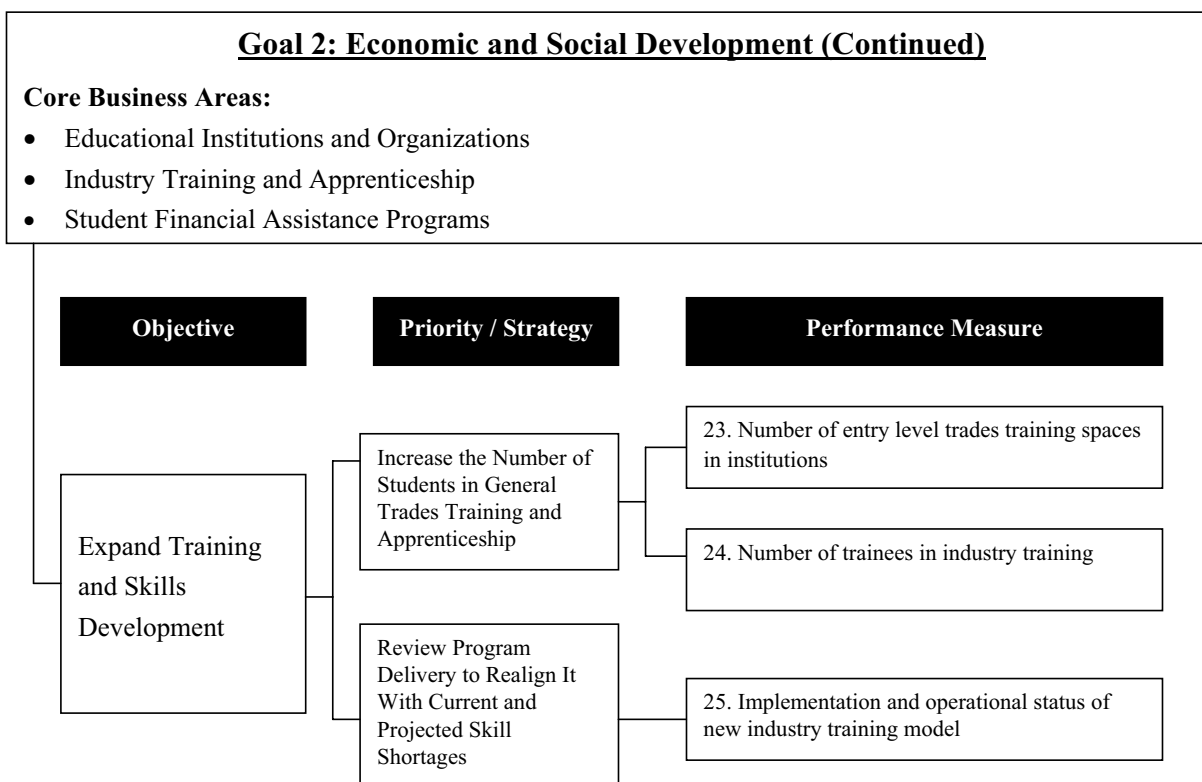 Goal 2: Economic and Social Development (Continued)
Core Business Areas:
• Educational Institutions and Organizations
• Industry Training and Apprenticeship
• Student Financial Assistance Programs
Objective
Priority / Strategy
Performance Measure
Expand Training
and Skills
Development
Increase the Number of
Students in General
Trades Training and
Apprenticeship
23. Number of entry level trades training spaces
in institutions
24. Number of trainees in industry training
Review Program
Delivery to Realign It
With Current and
Projected Skill
Shortages
25. Implementation and operational status of
new industry training model